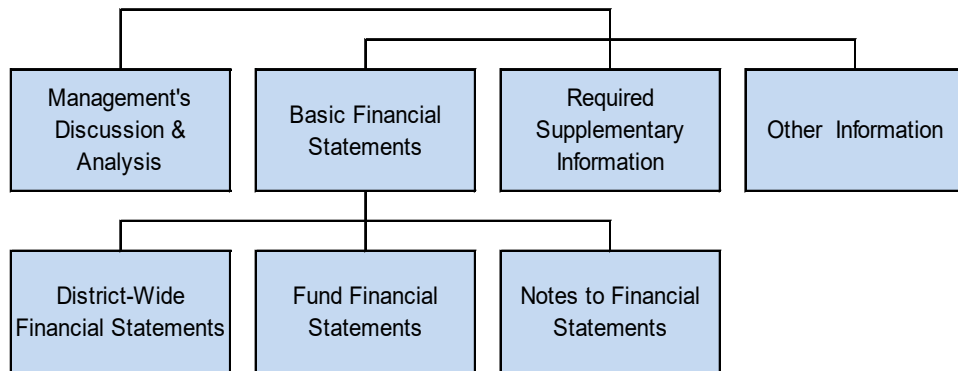 Management's
Discussion &
Analysis
Basic Financial
Statements
Required
Supplementary
Information
Other Information
District-Wide
Financial Statements
Fund Financial
Statements
Notes to Financial
Statements